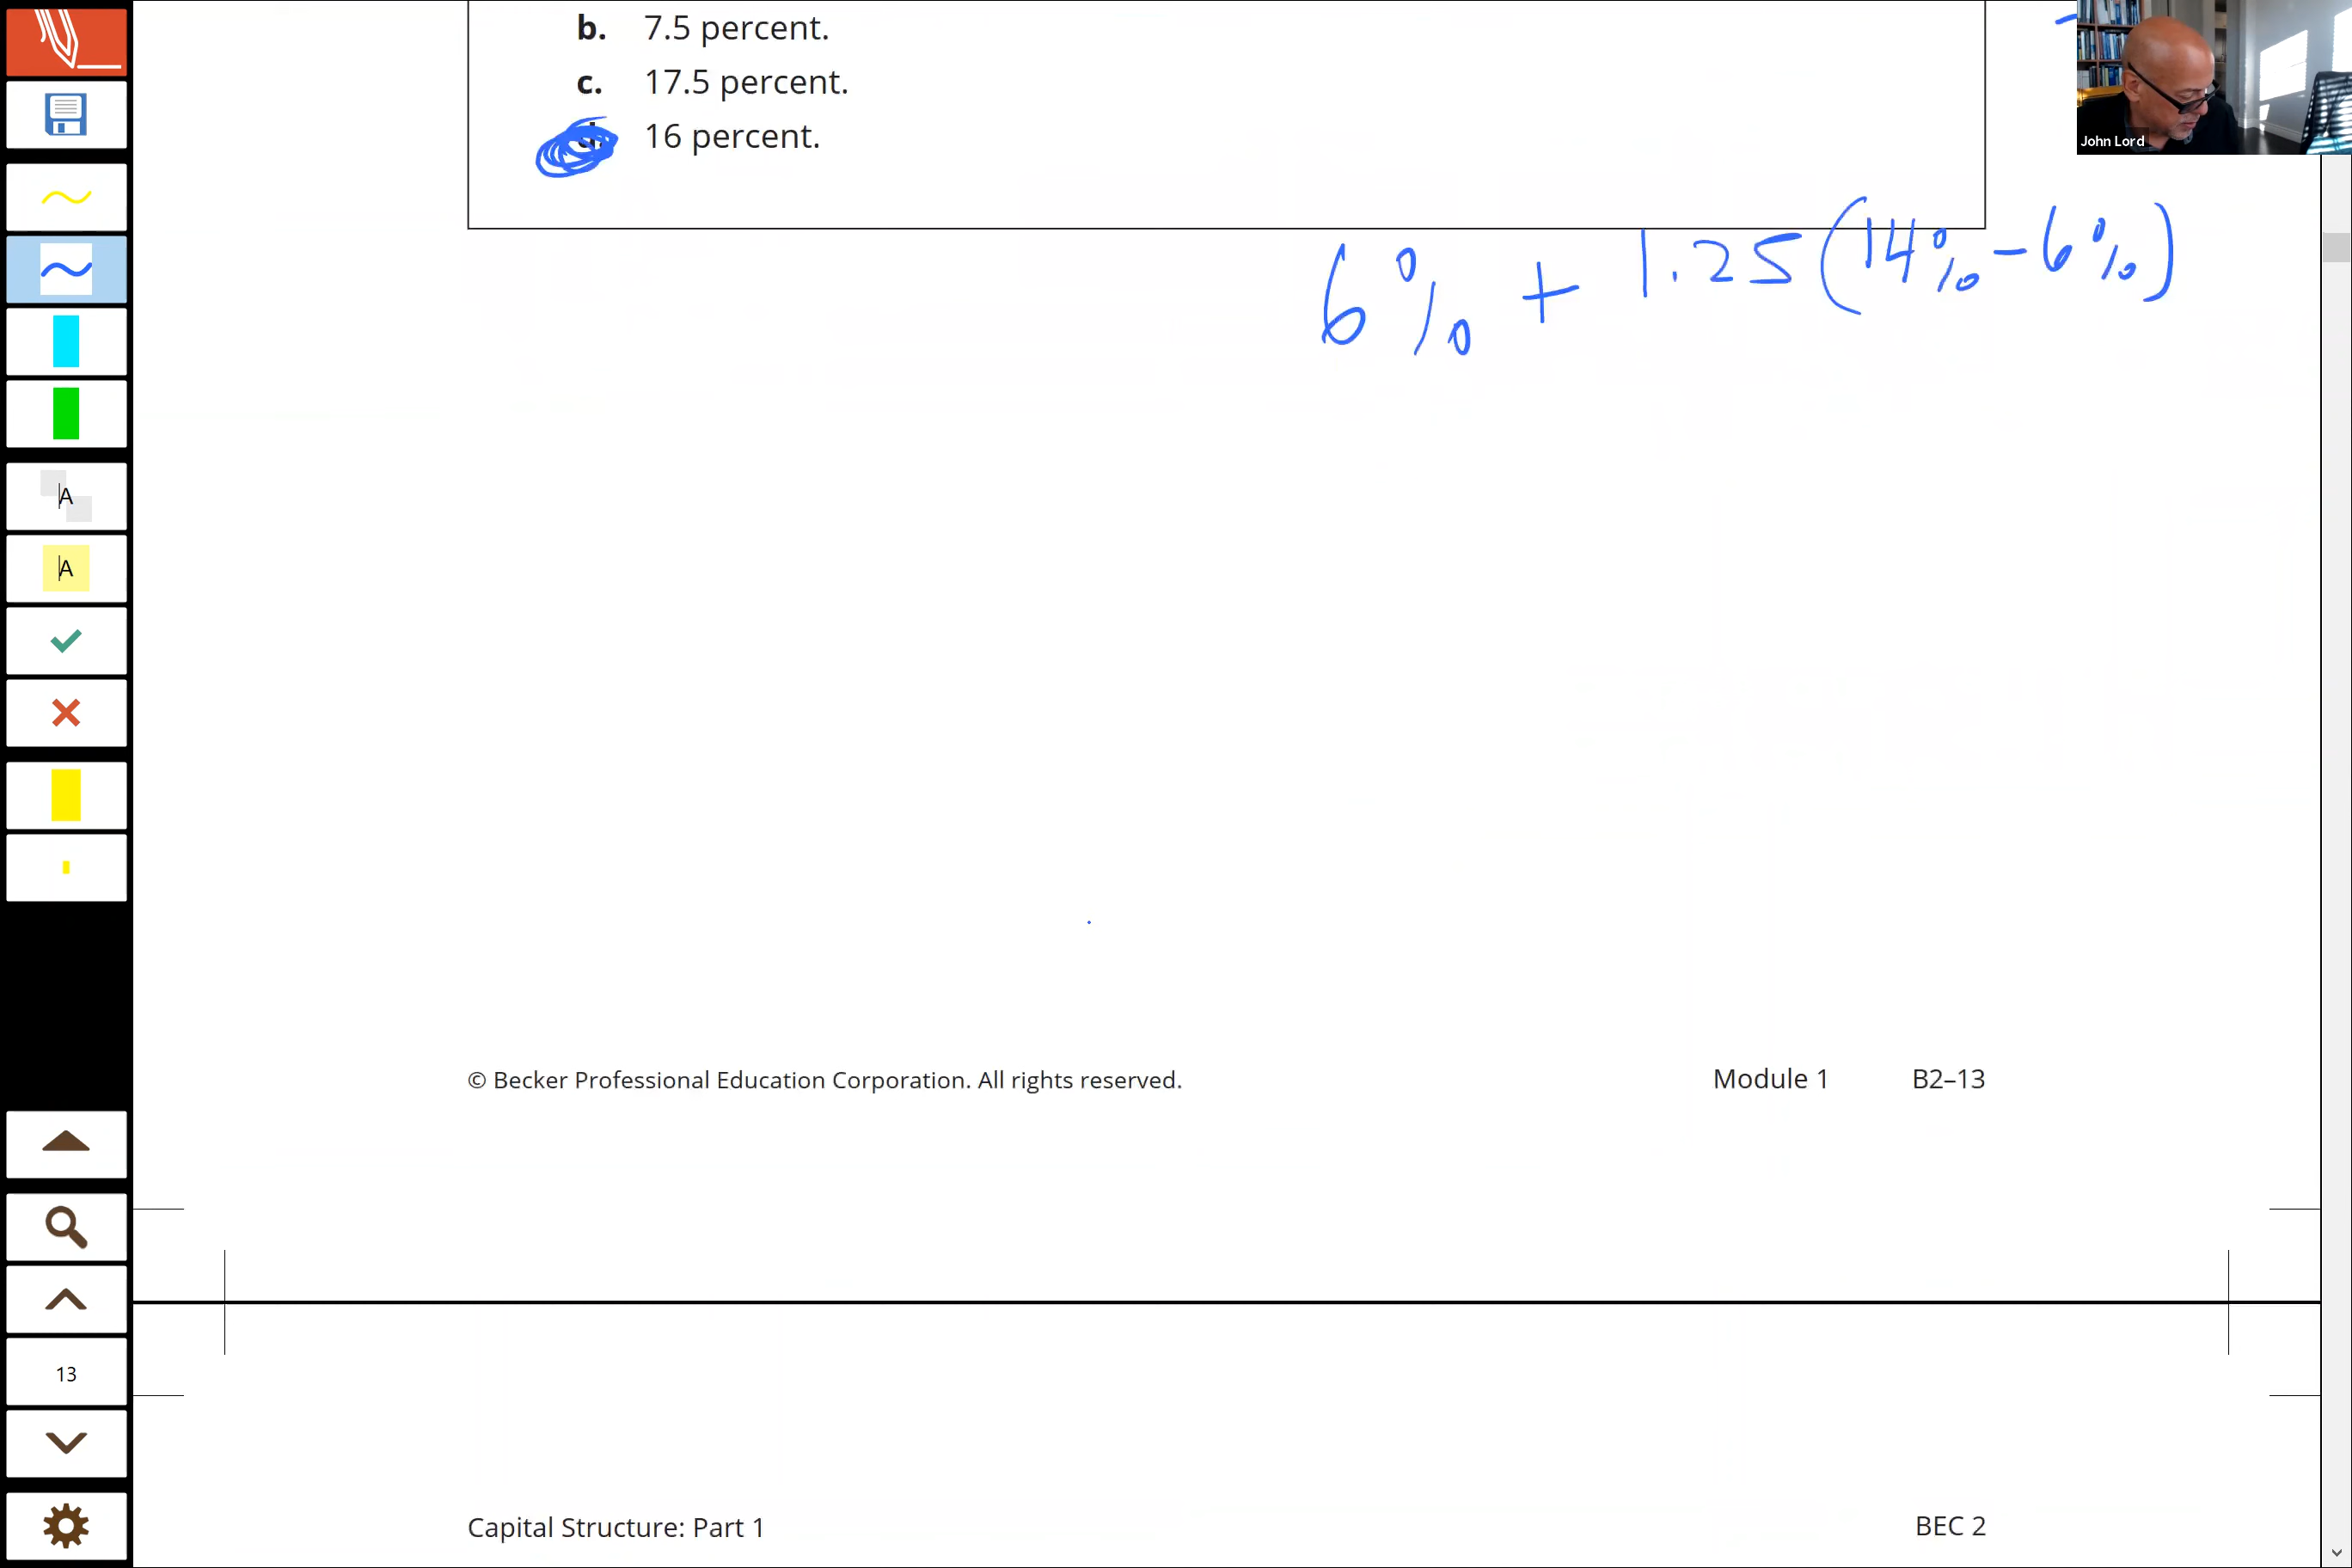 b. 7.5 percent.
c. 17.5 percent.
d. 16 percent.
John Lord
6% + 1.25(14% - 6%)
A
A
© Becker Professional Education Corporation. All rights reserved.
Module 1 B2–13
13
Capital Structure: Part 1
BEC 2